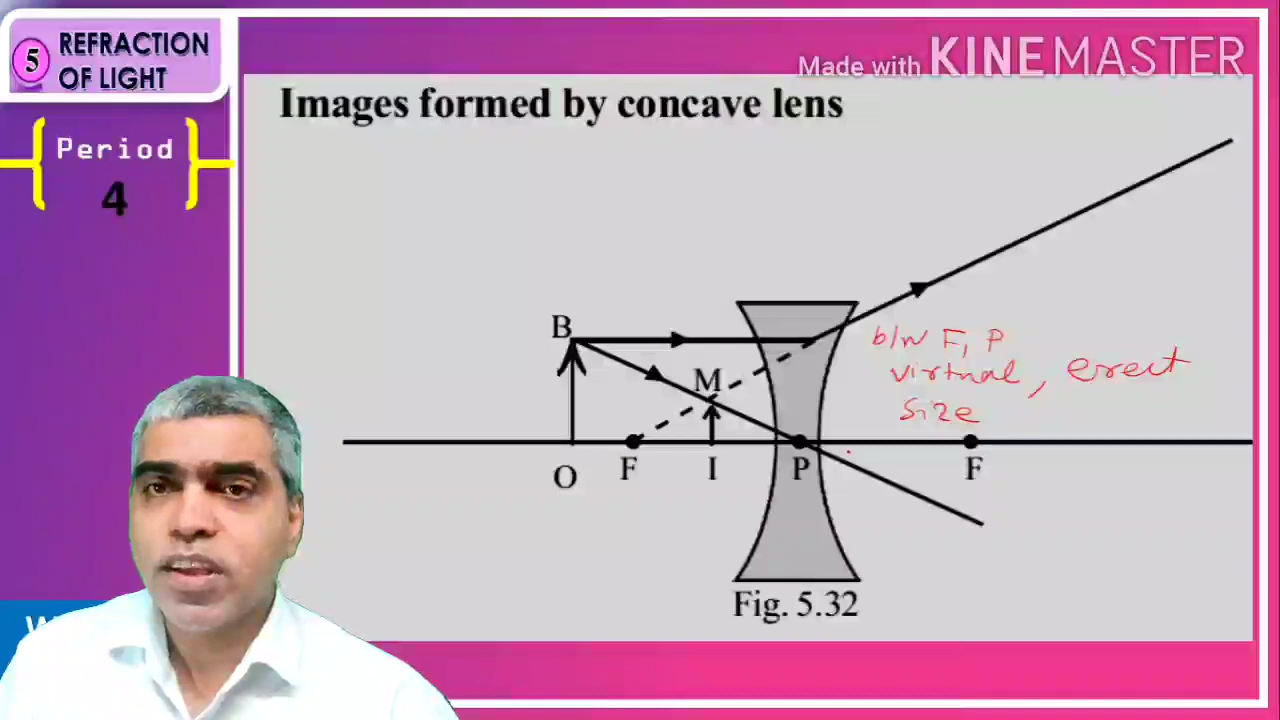 5
REFRACTION
OF LIGHT
Made with KINEMASTER
Period
4
Images formed by concave lens
B
M
b/w F, P
virtual, erect
size
O F I P F
Fig. 5.32
W